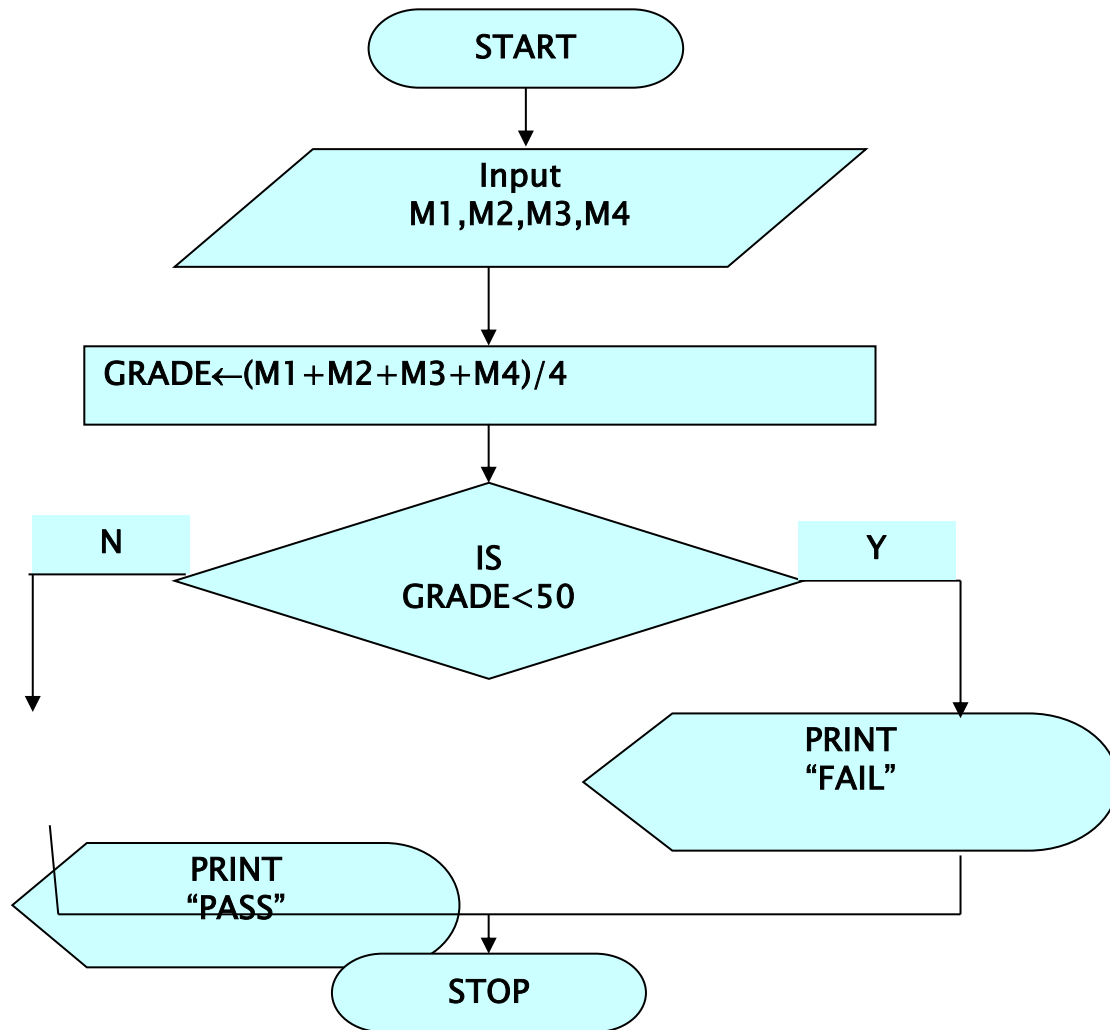 START
Input
M1,M2,M3,M4
GRADE←(M1+M2+M3+M4)/4
N
IS
GRADE<50
Y
PRINT
“FAIL”
PRINT
“PASS”
STOP